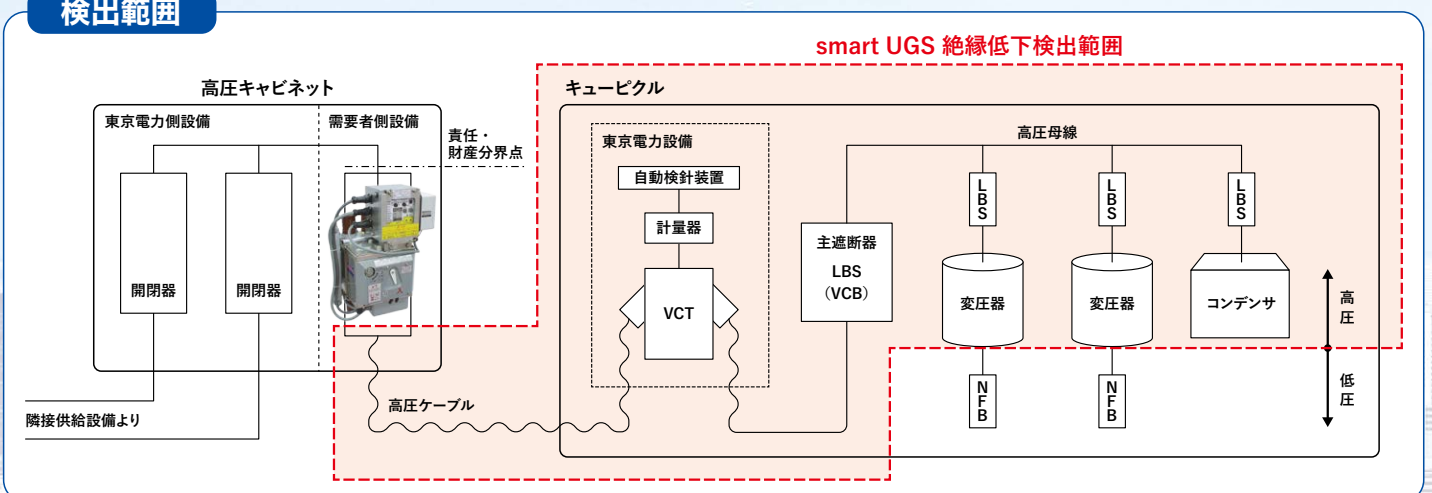 検出範囲
smart UGS 絶縁低下検出範囲
高圧キャビネット
東京電力側設備
需要者側設備
責任・
財産分界点
開閉器
開閉器
隣接供給設備より
高圧ケーブル
キュービクル
東京電力設備
自動検針装置
計量器
VCT
主遮断器
LBS
(VCB)
高圧母線
LBS
LBS
LBS
変圧器
変圧器
コンデンサ
NFB
NFB
高圧
低圧